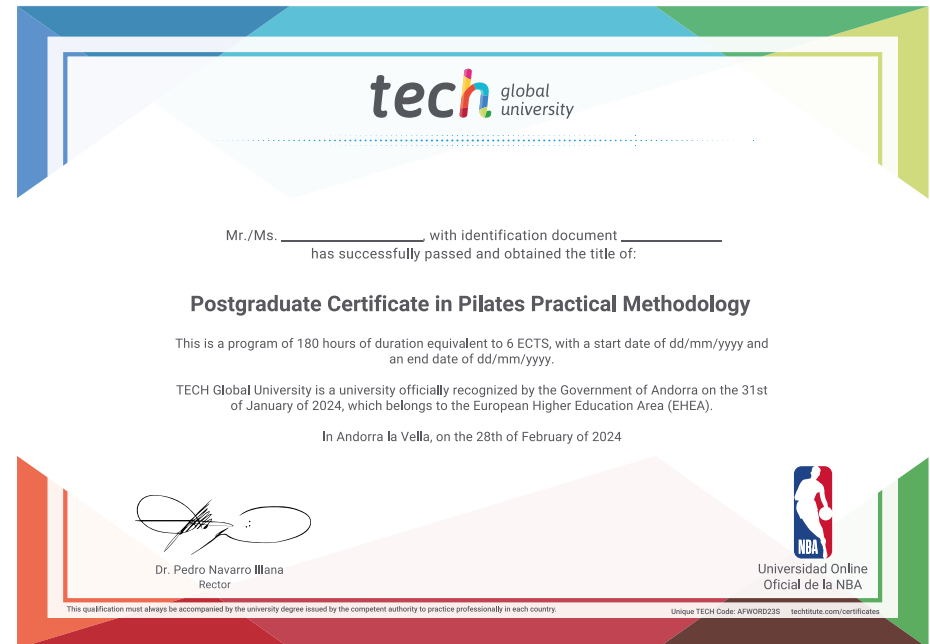 tech global university
Mr./Ms. ____________, with identification document ____________
has successfully passed and obtained the title of:
Postgraduate Certificate in Pilates Practical Methodology
This is a program of 180 hours of duration equivalent to 6 ECTS, with a start date of dd/mm/yyyy and
an end date of dd/mm/yyyy.
TECH Global University is a university officially recognized by the Government of Andorra on the 31st
of January of 2024, which belongs to the European Higher Education Area (EHEA).
In Andorra la Vella, on the 28th of February of 2024
Dr. Pedro Navarro Illana
Rector
NBA
Universidad Online
Oficial de la NBA
This qualification must always be accompanied by the university degree issued by the competent authority to practice professionally in each country.
Unique TECH Code: AFWORD23S techtitute.com/certificates